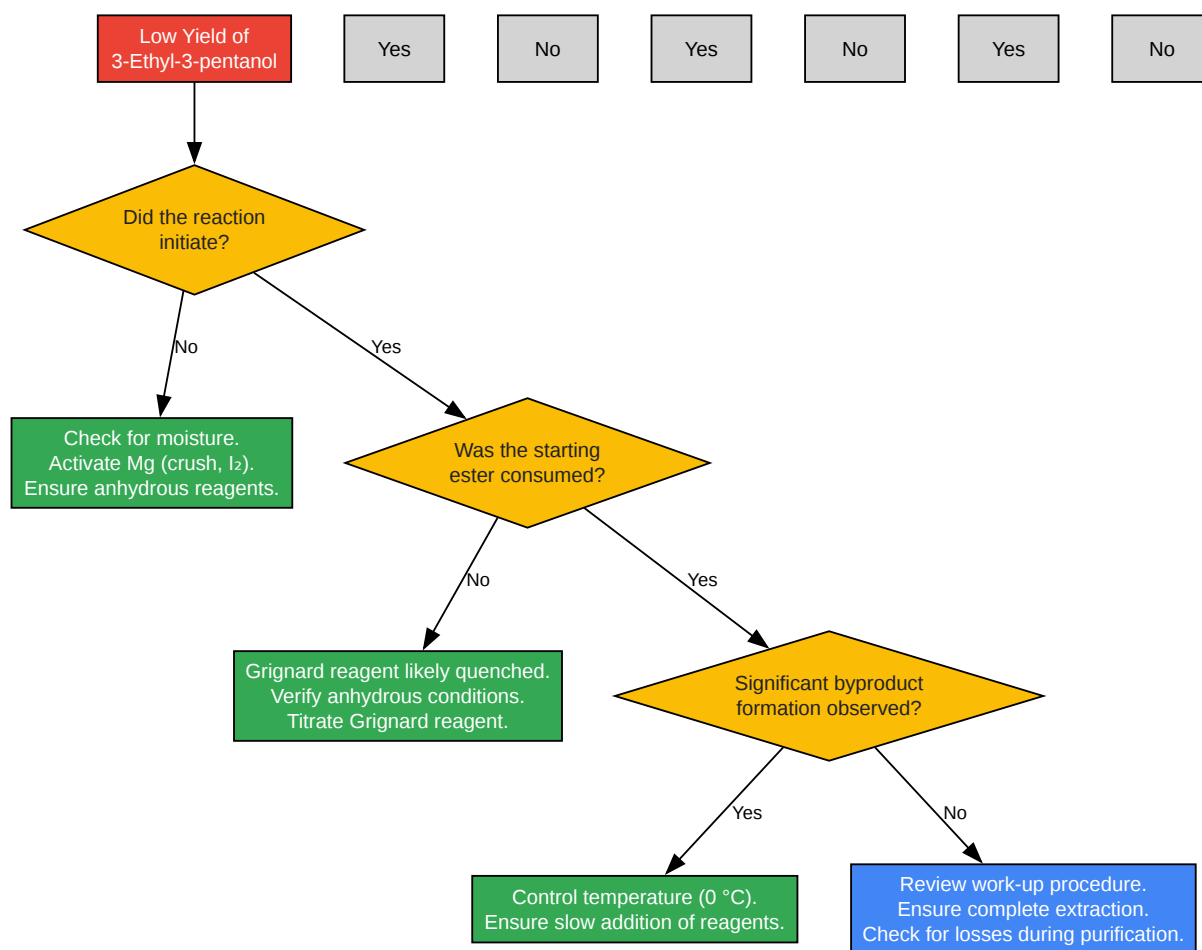 Low Yield of
3-Ethyl-3-pentanol
Yes
No
Yes
No
Yes
No
Did the reaction
initiate?
No
Yes
Check for moisture.
Activate Mg (crush, I₂).
Ensure anhydrous reagents.
Was the starting
ester consumed?
No
Yes
Grignard reagent likely quenched.
Verify anhydrous conditions.
Titrate Grignard reagent.
Significant byproduct
formation observed?
Yes
No
Control temperature (0 °C).
Ensure slow addition of reagents.
Review work-up procedure.
Ensure complete extraction.
Check for losses during purification.